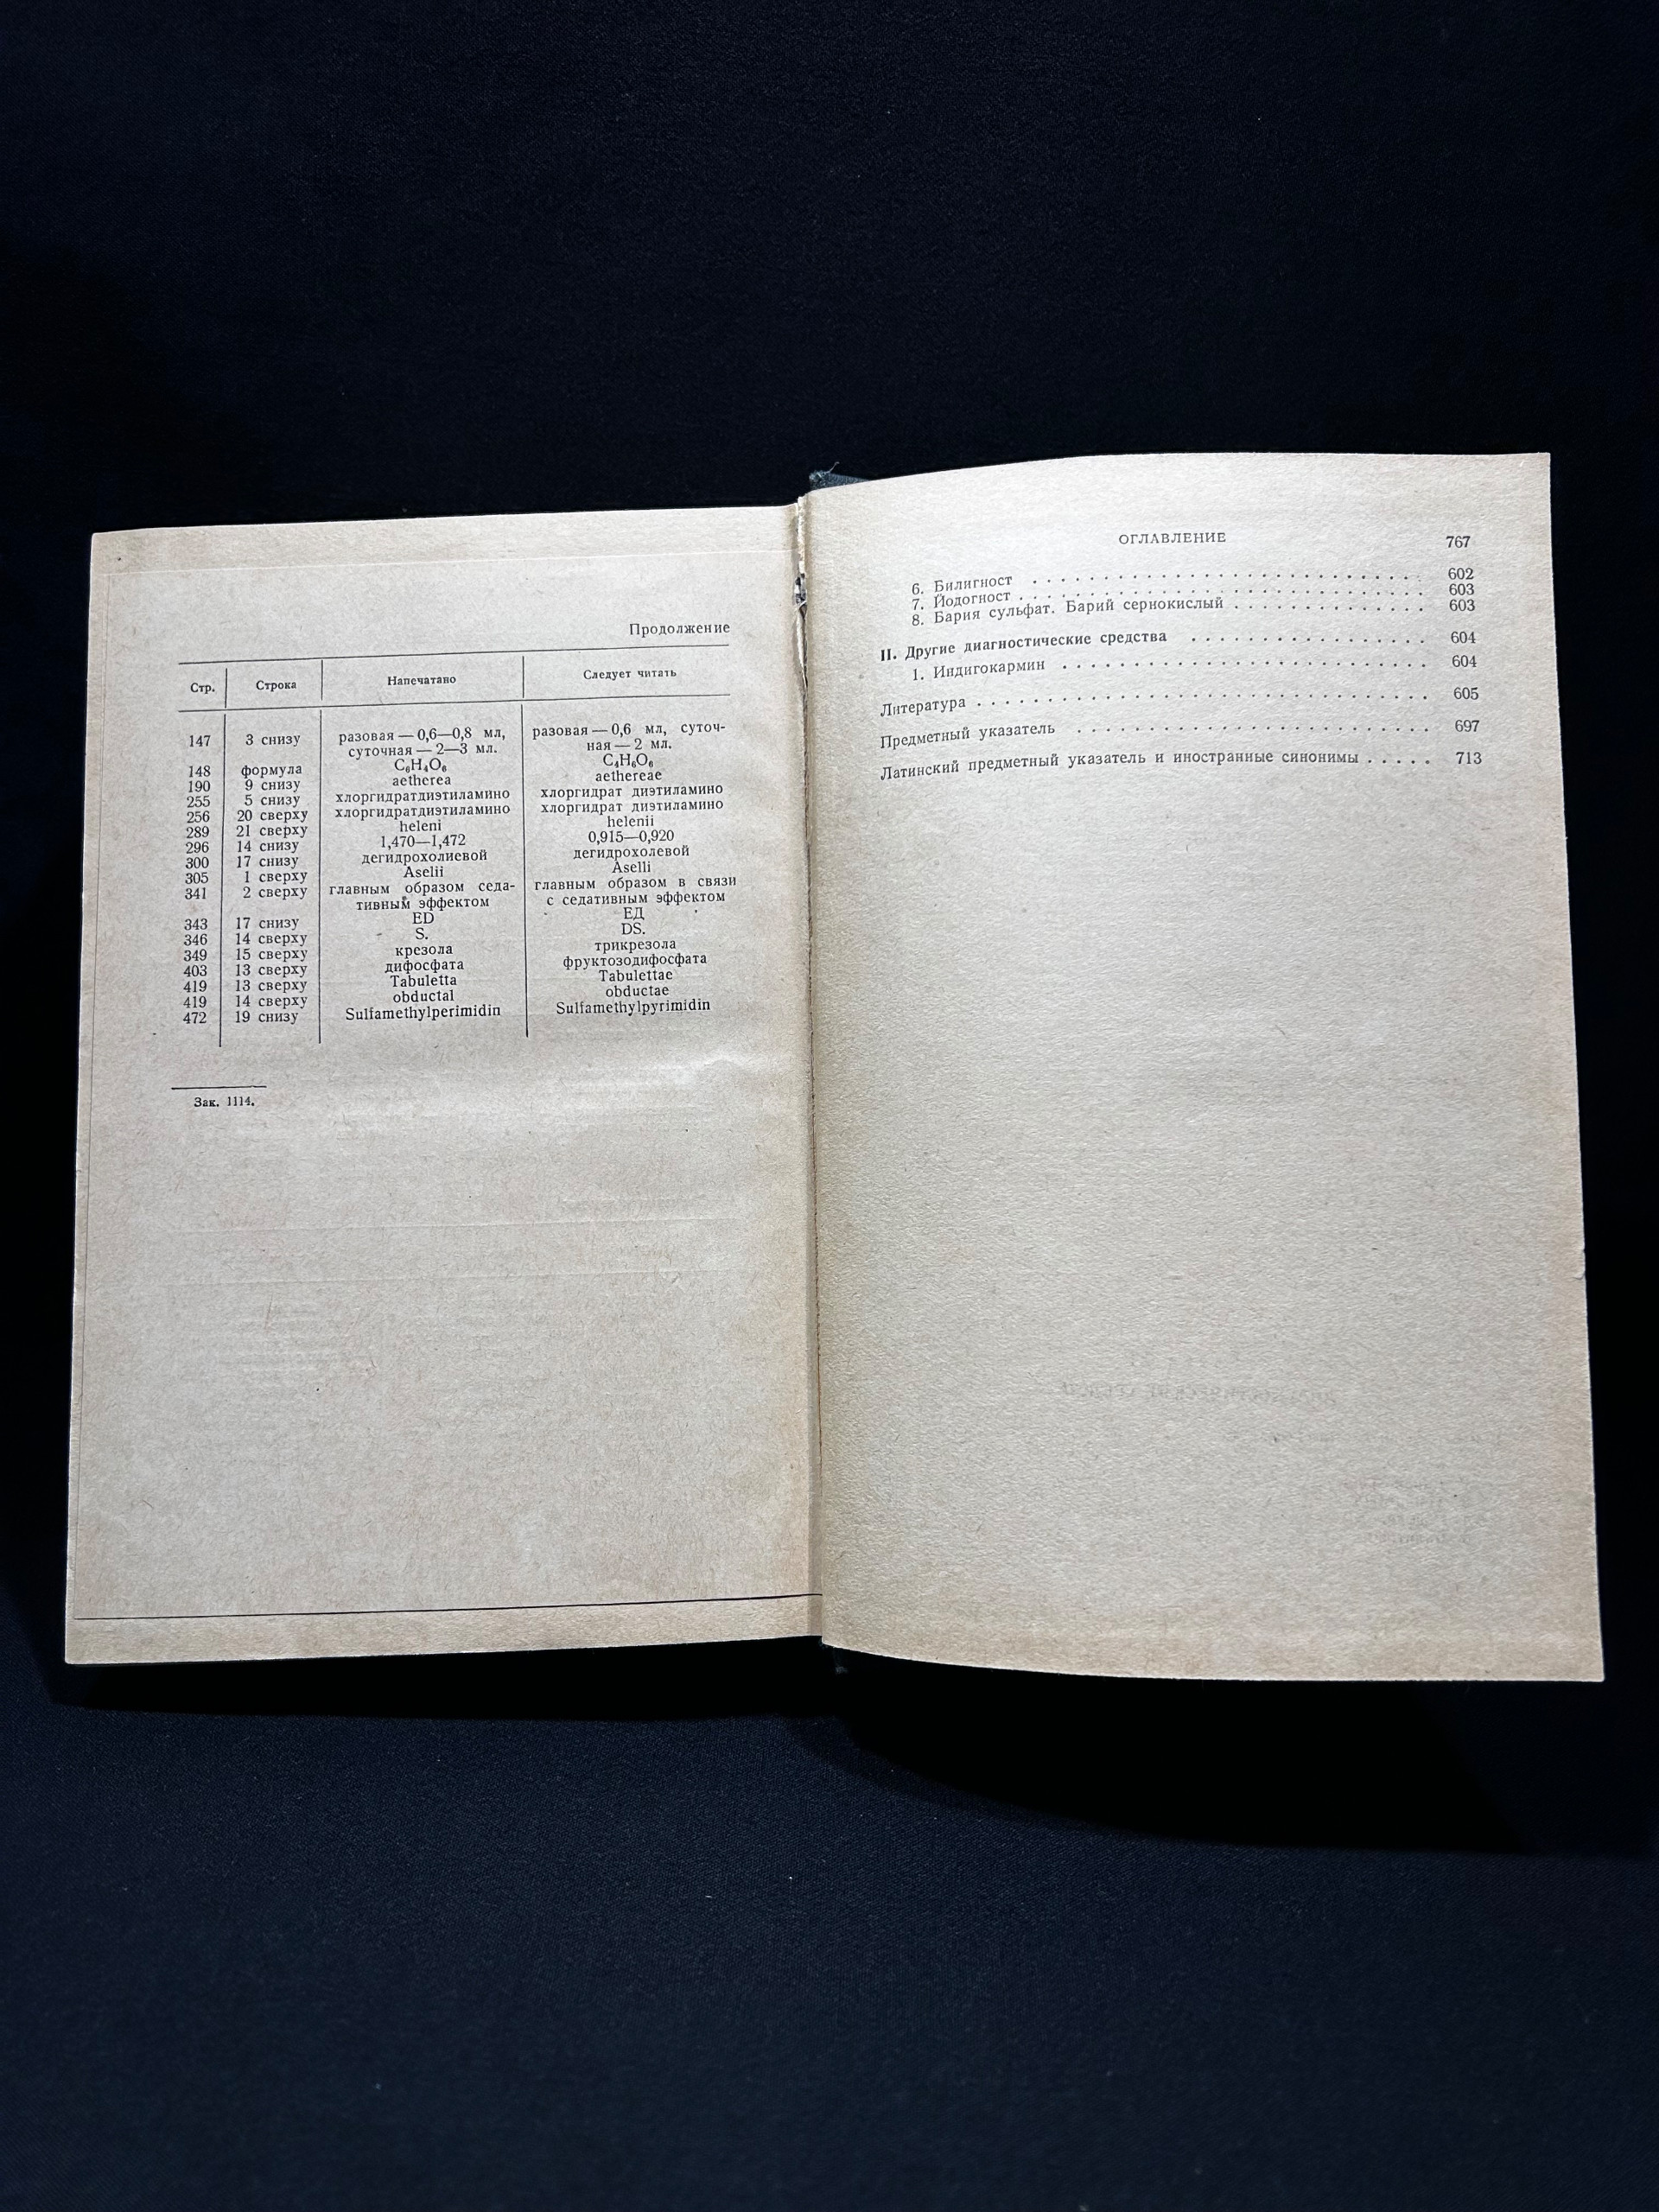 Продолжение
Стр. Строка Напечатано Следует читать
147 3 снизу разовая — 0,6—0,8 мл, разовая — 0,6 мл, суточ-
суточная — 2—3 мл. ная — 2 мл.
148 формула C₆H₄O₆ C₄H₆O₆
190 9 снизу aetherea aethereae
255 5 снизу хлоргидратдиэтиламино хлоргидрат диэтиламино
256 20 сверху хлоргидратдиэтиламино хлоргидрат диэтиламино
289 21 сверху heleni helenii
296 14 снизу 1,470—1,472 0,915—0,920
300 17 снизу дегидрохолиевой дегидрохолевой
305 1 сверху Aselii Aselli
341 2 сверху главным образом седа- главным образом в связи
тивным эффектом с седативным эффектом
343 17 снизу ED ЕД
346 14 сверху S. DS.
349 15 сверху крезола трикрезола
403 13 сверху дифосфата фруктозодифосфата
419 13 сверху Tabuletta Tabulettae
419 14 сверху obductal obductae
472 19 снизу Sulfamethylperimidin Sulfamethylpyrimidin
Зак. 1114.
ОГЛАВЛЕНИЕ 767
6. Билигност . . . . . . . . . . . . . . . . . . . . . . . . . . . . 602
7. Йодогност . . . . . . . . . . . . . . . . . . . . . . . . . . . . 603
8. Бария сульфат. Барий сернокислый . . . . . . . . . . . . . 603
II. Другие диагностические средства . . . . . . . . . . . . . . . . 604
1. Индигокармин . . . . . . . . . . . . . . . . . . . . . . . . . . 604
Литература . . . . . . . . . . . . . . . . . . . . . . . . . . . . . . 605
Предметный указатель . . . . . . . . . . . . . . . . . . . . . . . . 697
Латинский предметный указатель и иностранные синонимы . . . . . 713